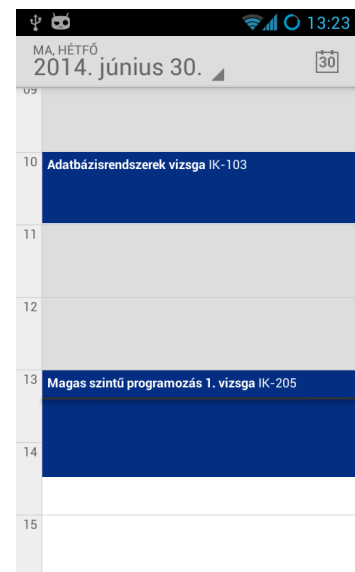 13:23
MA, HÉTFŐ
2014. június 30.
30
09
10 Adatbázisrendszerek vizsga IK-103
11
12
13 Magas szintű programozás 1. vizsga IK-205
14
15